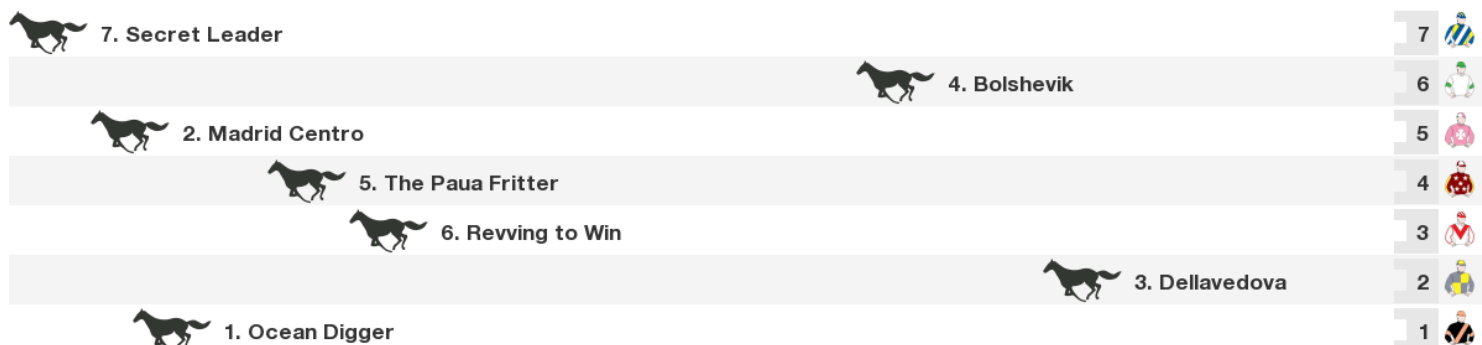 7. Secret Leader 7
4. Bolshevik 6
2. Madrid Centro 5
5. The Paua Fritter 4
6. Revving to Win 3
3. Dellavedova 2
1. Ocean Digger 1